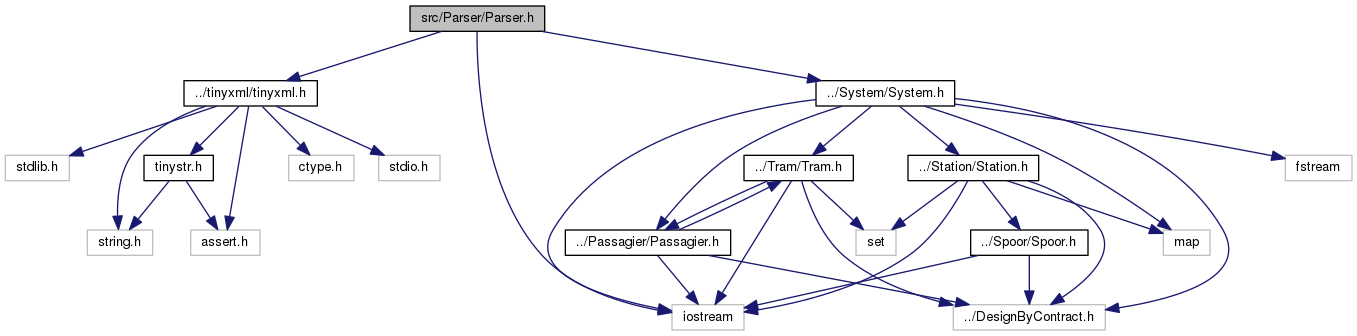 src/Parser/Parser.h
../tinyxml/tinyxml.h
../System/System.h
stdlib.h
tinystr.h
ctype.h
stdio.h
../Tram/Tram.h
../Station/Station.h
fstream
string.h
assert.h
../Passagier/Passagier.h
set
../Spoor/Spoor.h
map
iostream
../DesignByContract.h